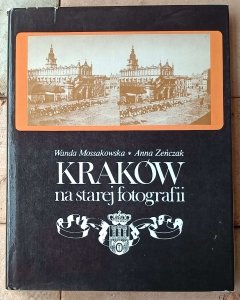 Wanda Mossakowska * Anna Zeńczak
KRAKÓW
na starej fotografii